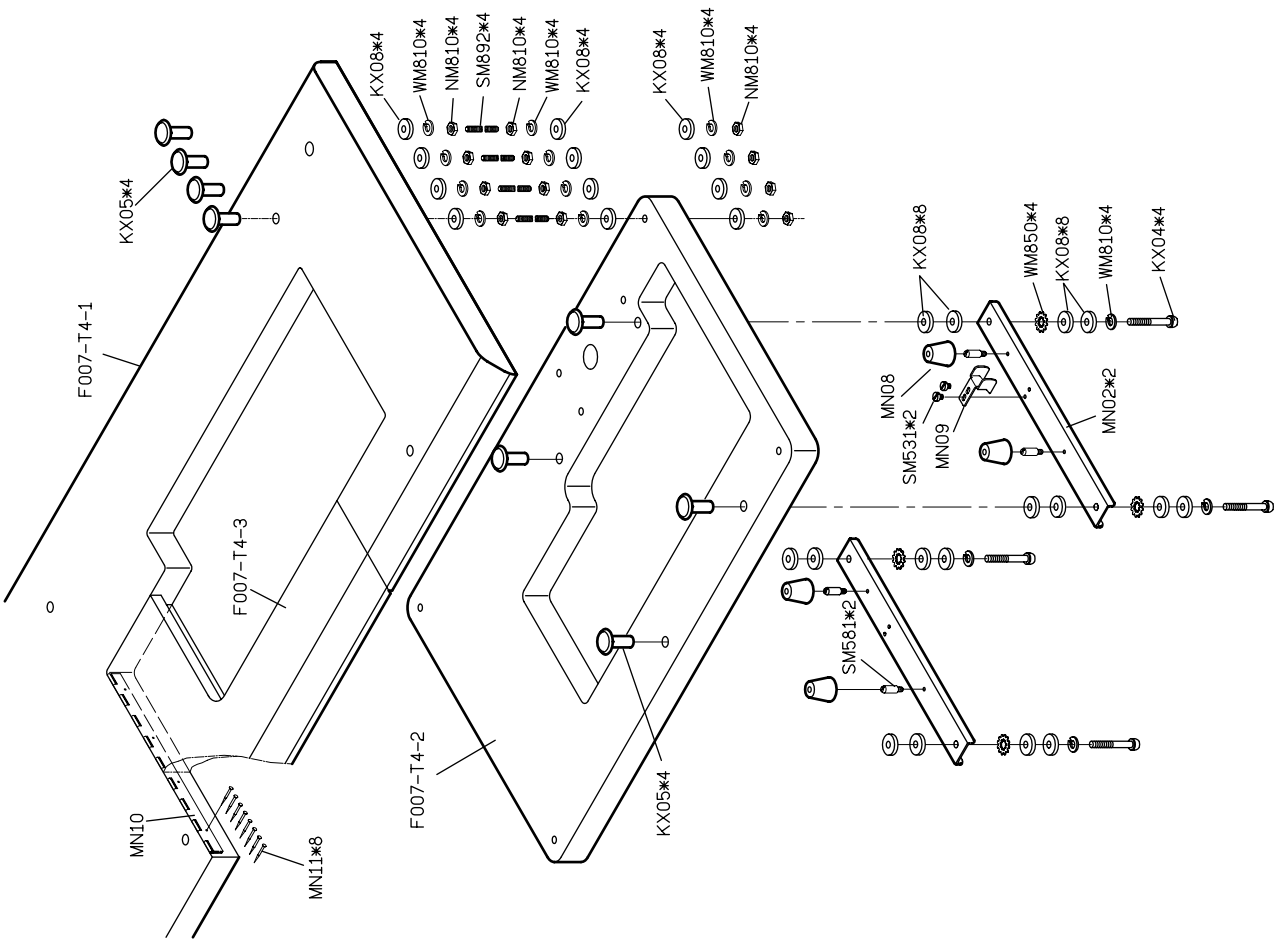 KX08*4
WM810*4
NM810*4
SM892*4
NM810*4
WM810*4
KX08*4
KX08*4
WM810*4
NM810*4
KX05*4
F007-T4-1
F007-T4-3
F007-T4-2
KX05*4
MN10
MN11*8
KX08*8
WM850*4
KX08*8
WM810*4
KX04*4
MN08
SM531*2
MN09
MN02*2
SM581*2